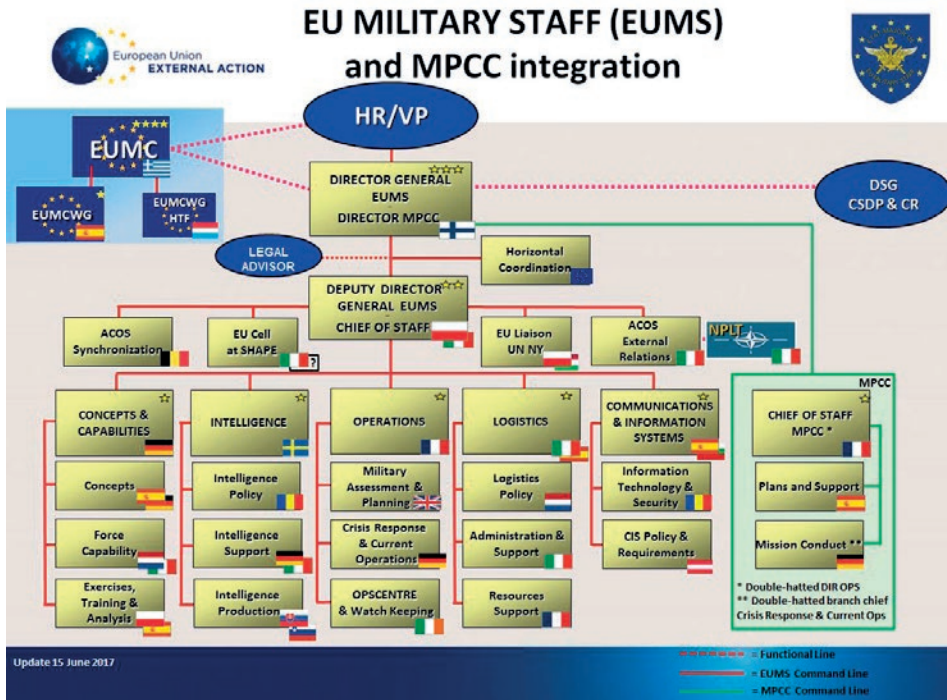 EU MILITARY STAFF (EUMS)
and MPCC integration
European Union
EXTERNAL ACTION
HR/VP
EUMC
EUMCWG
EUMCWG
HTF
DIRECTOR GENERAL
EUMS
DIRECTOR MPCC
DSG
CSDP & CR
LEGAL
ADVISOR
Horizontal
Coordination
DEPUTY DIRECTOR
GENERAL EUMS
-
CHIEF OF STAFF
ACOS
Synchronization
EU Cell
at SHAPE
?
EU Liaison
UN NY
ACOS
External
Relations
NPLT
MPCC
CONCEPTS &
CAPABILITIES
INTELLIGENCE
OPERATIONS
LOGISTICS
COMMUNICATIONS
& INFORMATION
SYSTEMS
CHIEF OF STAFF
MPCC *
Concepts
Intelligence
Policy
Military
Assessment &
Planning
Logistics
Policy
Information
Technology &
Security
Plans and Support
Force
Capability
Intelligence
Support
Crisis Response
& Current
Operations
Administration &
Support
CIS Policy &
Requirements
Mission Conduct **
Exercises,
Training &
Analysis
Intelligence
Production
OPSCENTRE
& Watch Keeping
Resources
Support
* Double-hatted DIR OPS
** Double-hatted branch chief
Crisis Response & Current Ops
Update 15 June 2017
= Functional Line
= EUMS Command Line
= MPCC Command Line